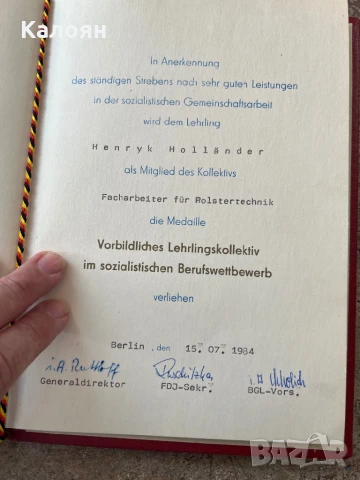 Калоян
In Anerkennung
des ständigen Strebens nach sehr guten Leistungen
in der sozialistischen Gemeinschaftsarbeit
wird dem Lehrling
Henryk Holländer
als Mitglied des Kollektivs
Facharbeiter für Polstertechnik
die Medaille
Vorbildliches Lehrlingskollektiv
im sozialistischen Berufswettbewerb
verliehen
Berlin, den 15. 07. 1984
i.A.
Generaldirektor FDJ-Sekr. BGL-Vors.
BAZAR